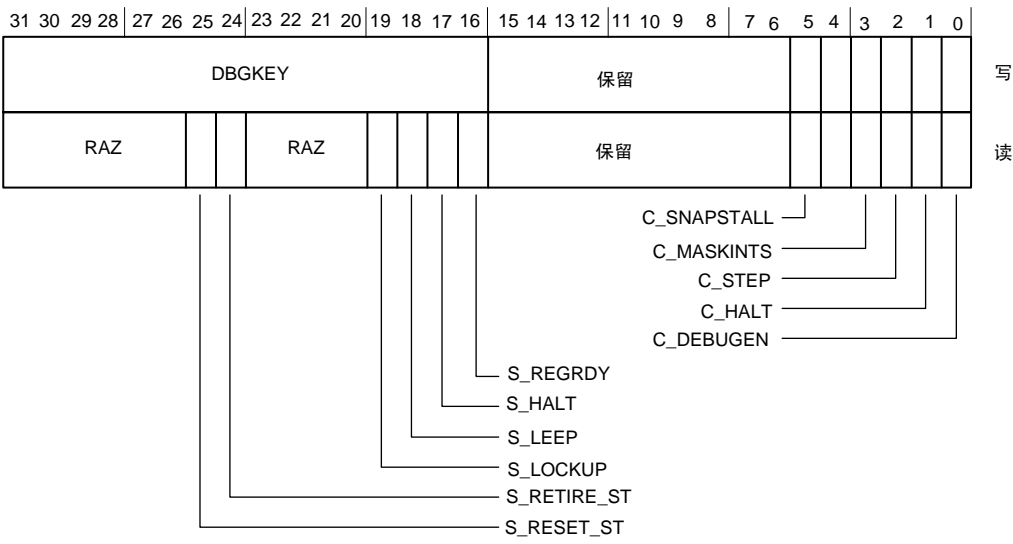 31 30 29 28 27 26 25 24 23 22 21 20 19 18 17 16 15 14 13 12 11 10 9 8 7 6 5 4 3 2 1 0
DBGKEY 保留 写
RAZ RAZ 保留 读
C_SNAPSTALL
C_MASKINTS
C_STEP
C_HALT
C_DEBUGEN
S_REGRDY
S_HALT
S_LEEP
S_LOCKUP
S_RETIRE_ST
S_RESET_ST